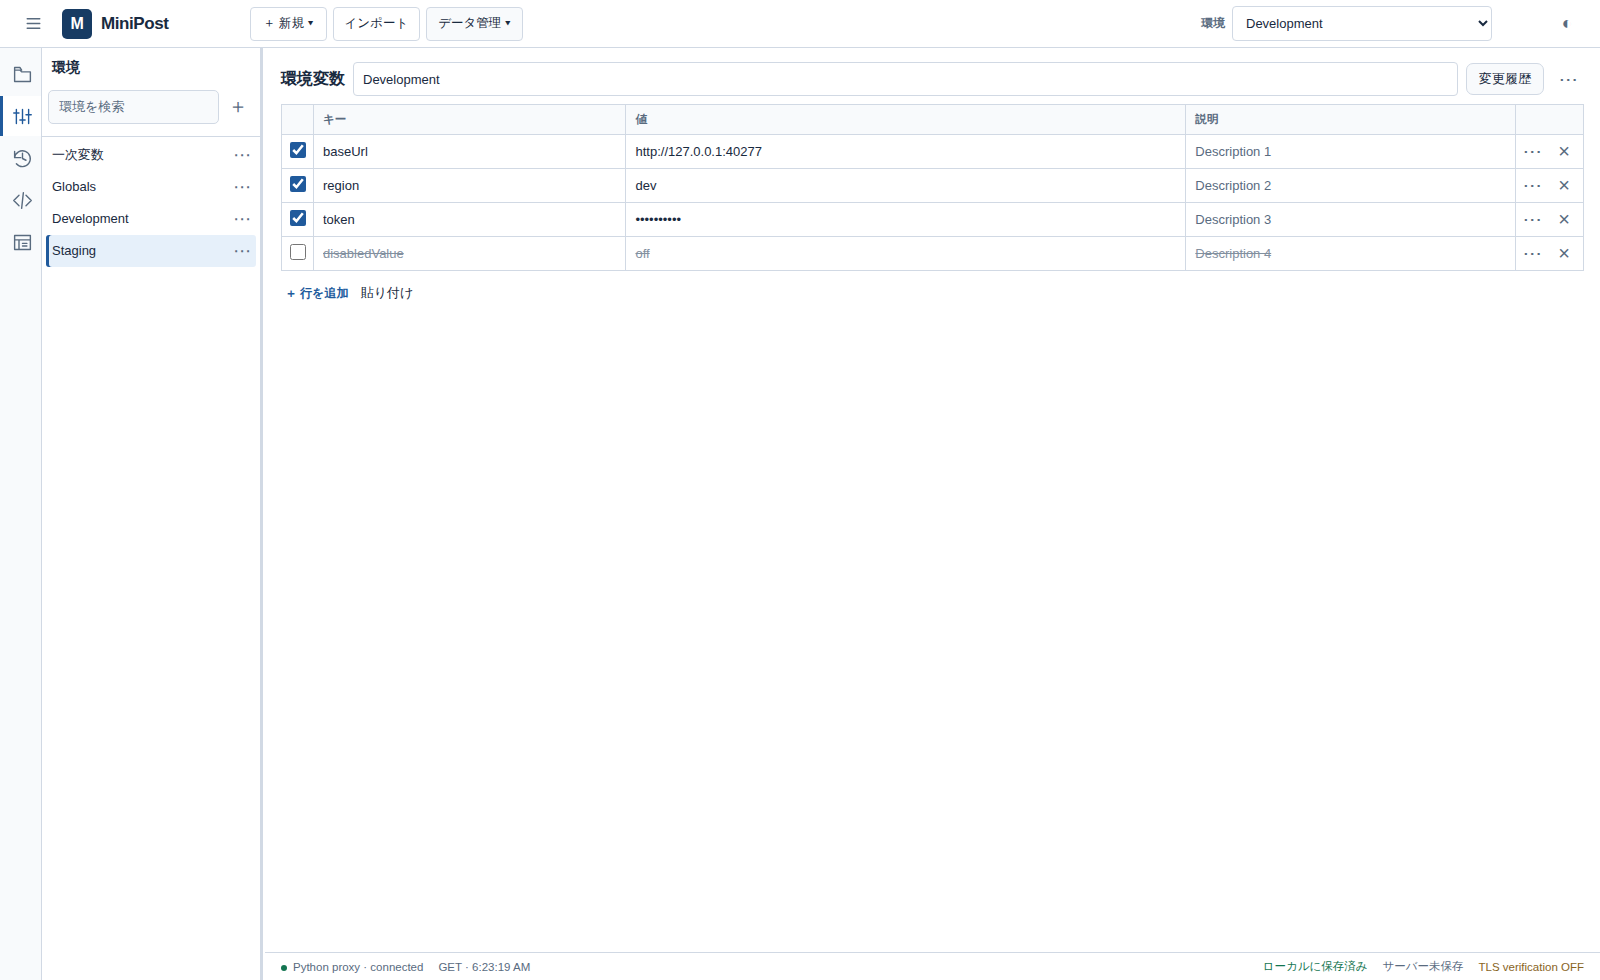 M MiniPost
+ 新規 ▾
インポート
データ管理 ▾
環境
Development
環境
環境を検索
+
一次変数 ···
Globals ···
Development ···
Staging ···
環境変数
Development
変更履歴
···
キー 値 説明
baseUrl http://127.0.0.1:40277 Description 1 ··· ×
region dev Description 2 ··· ×
token •••••••••• Description 3 ··· ×
disabledValue off Description 4 ··· ×
+ 行を追加 貼り付け
Python proxy · connected GET · 6:23:19 AM
ローカルに保存済み サーバー未保存 TLS verification OFF